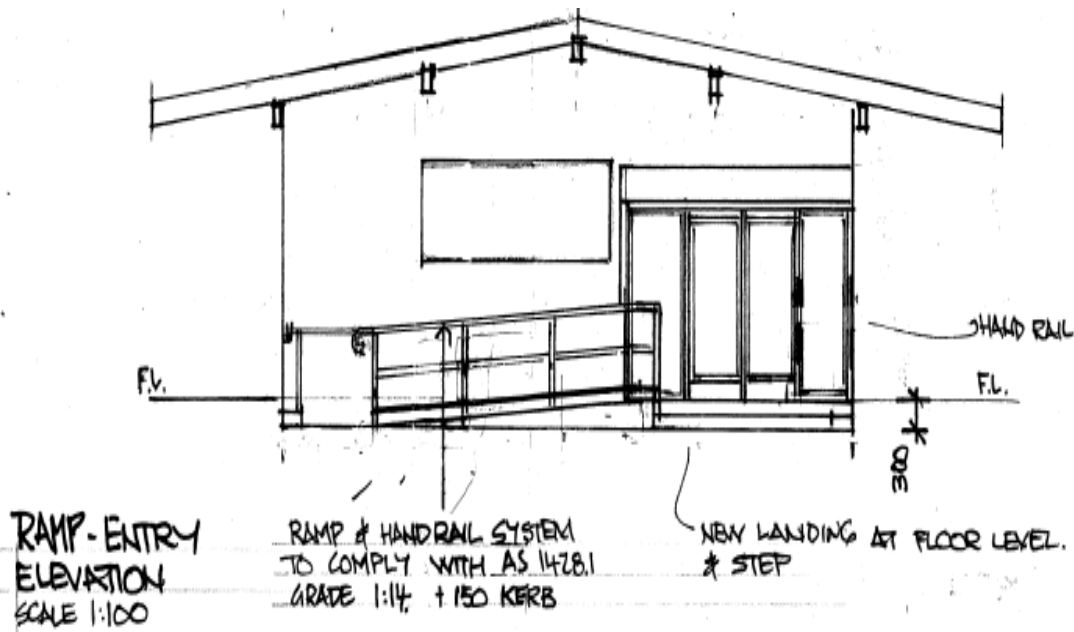 HAND RAIL
F.L.
F.L.
300
RAMP - ENTRY
ELEVATION
SCALE 1:100
RAMP & HANDRAIL SYSTEM
TO COMPLY WITH AS 1428.1
GRADE 1:14 + 150 KERB
NEW LANDING AT FLOOR LEVEL.
& STEP